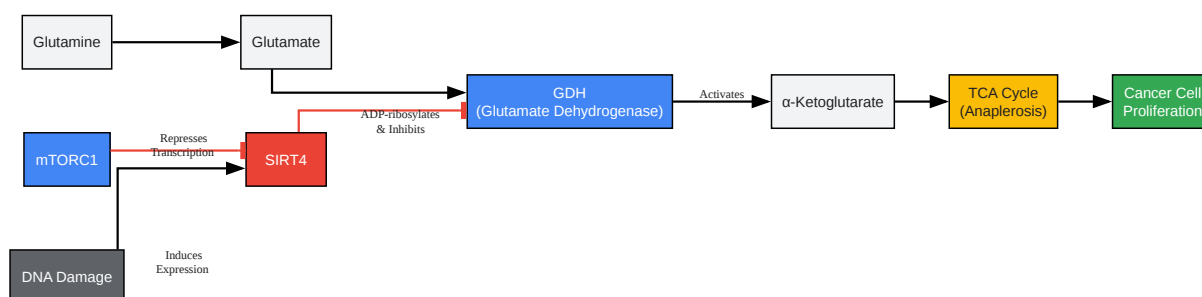 Glutamine
Glutamate
GDH
(Glutamate Dehydrogenase)
Activates
α-Ketoglutarate
TCA Cycle
(Anaplerosis)
Cancer Cell
Proliferation
ADP-ribosylates
& Inhibits
mTORC1
Represses
Transcription
SIRT4
DNA Damage
Induces
Expression